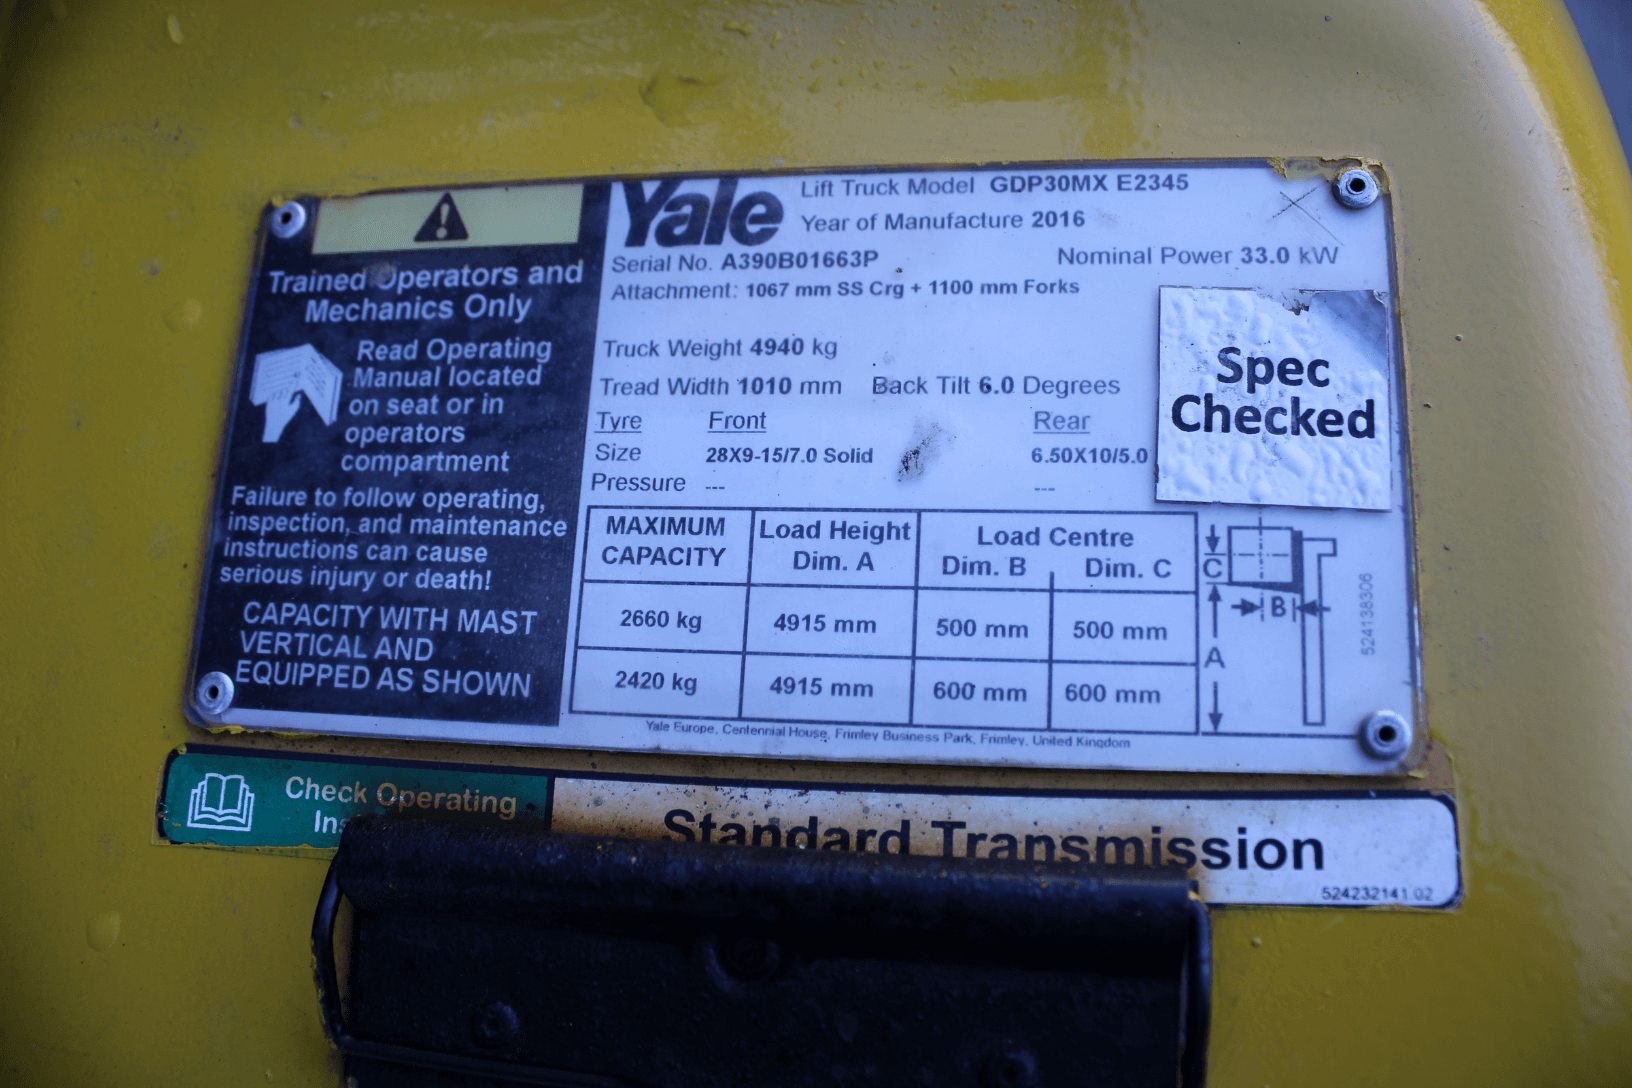 Trained Operators and
Mechanics Only
Read Operating
Manual located
on seat or in
operators
compartment
Failure to follow operating,
inspection, and maintenance
instructions can cause
serious injury or death!
CAPACITY WITH MAST
VERTICAL AND
EQUIPPED AS SHOWN
Yale
Lift Truck Model GDP30MX E2345
Year of Manufacture 2016
Serial No. A390B01663P Nominal Power 33.0 kW
Attachment: 1067 mm SS Crg + 1100 mm Forks
Truck Weight 4940 kg
Tread Width 1010 mm Back Tilt 6.0 Degrees
Tyre Front Rear
Size 28X9-15/7.0 Solid 6.50X10/5.0
Pressure --- ---
Spec
Checked
MAXIMUM CAPACITY Load Height Dim. A Load Centre
Dim. B Dim. C
2660 kg 4915 mm 500 mm 500 mm
2420 kg 4915 mm 600 mm 600 mm
C
B
A
524138306
Yale Europe, Centennial House, Frimley Business Park, Frimley, United Kingdom
Check Operating
Standard Transmission
524232141 02